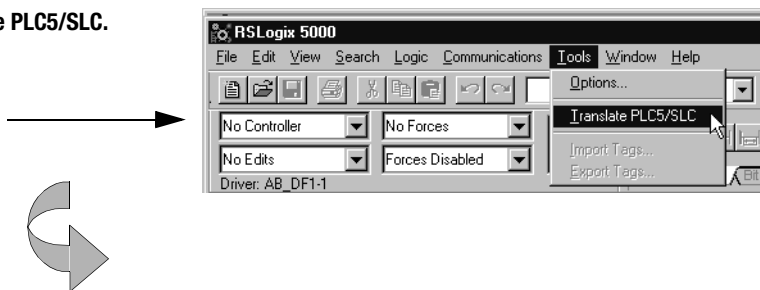 e PLC5/SLC.
RSLogix 5000
File Edit View Search Logic Communications Tools Window Help
Options...
Translate PLC5/SLC
Import Tags...
Export Tags...
No Controller No Forces
No Edits Forces Disabled
Driver: AB_DF1-1
Bit